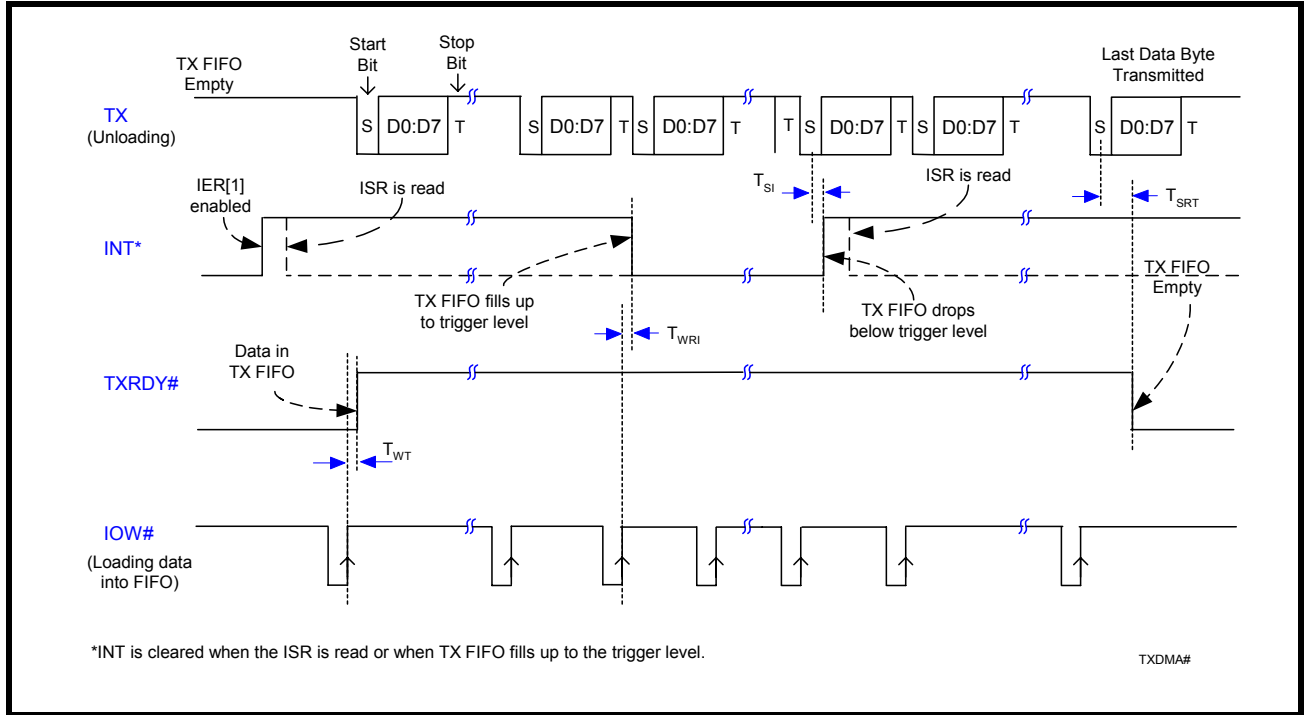 Start
Bit
Stop
Bit
TX FIFO
Empty
Last Data Byte
Transmitted
TX
(Unloading)
S D0:D7 T S D0:D7 T S D0:D7 T T S D0:D7 T S D0:D7 T S D0:D7 T
IER[1]
enabled
ISR is read
TSI
ISR is read
TSRT
INT*
TX FIFO fills up
to trigger level
TX FIFO drops
below trigger level
TX FIFO
Empty
TWRI
Data in
TX FIFO
TXRDY#
TWT
IOW#
(Loading data
into FIFO)
*INT is cleared when the ISR is read or when TX FIFO fills up to the trigger level.
TXDMA#